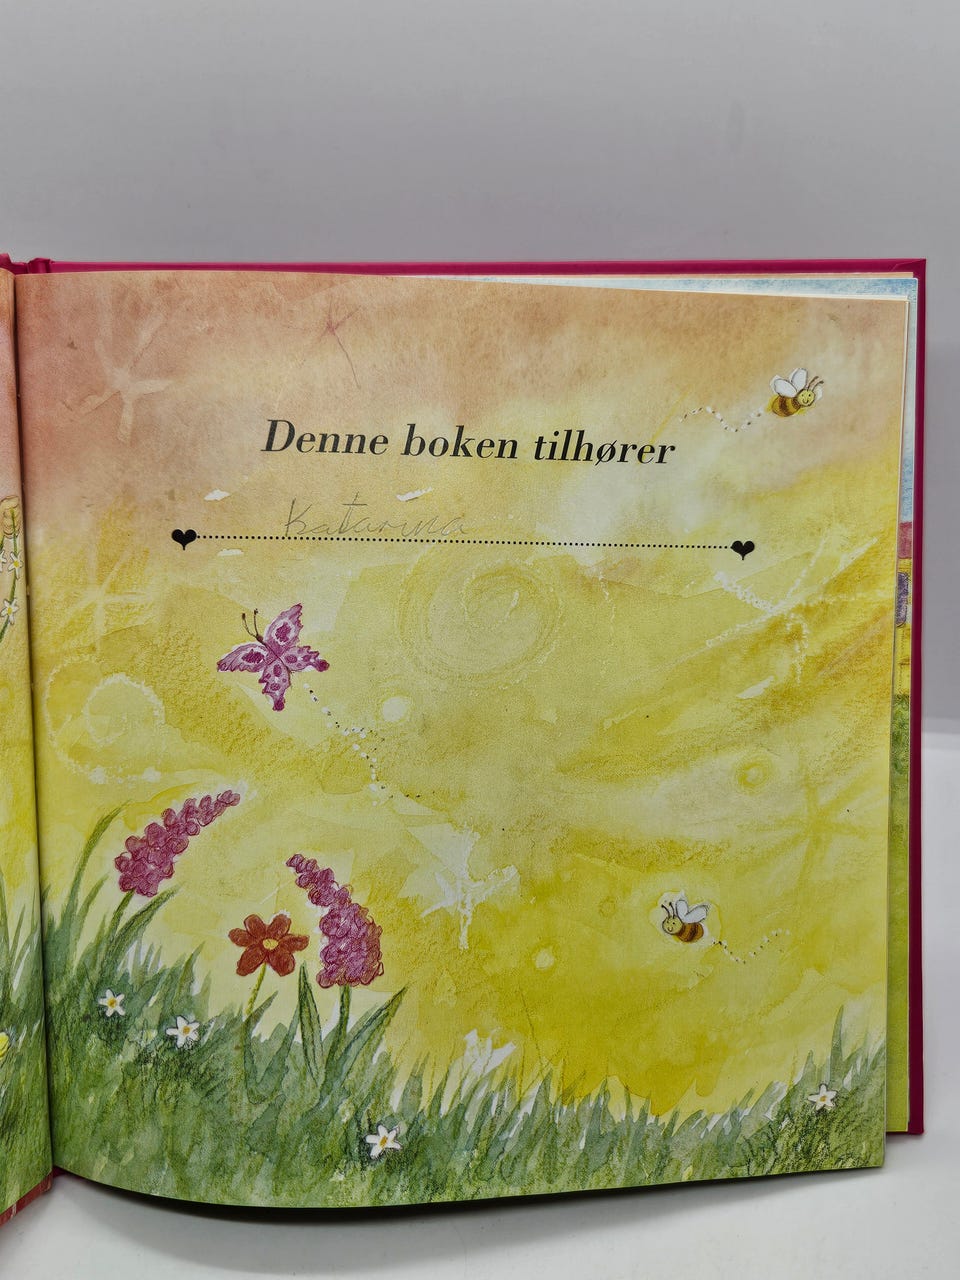 Denne boken tilhører
Katarina